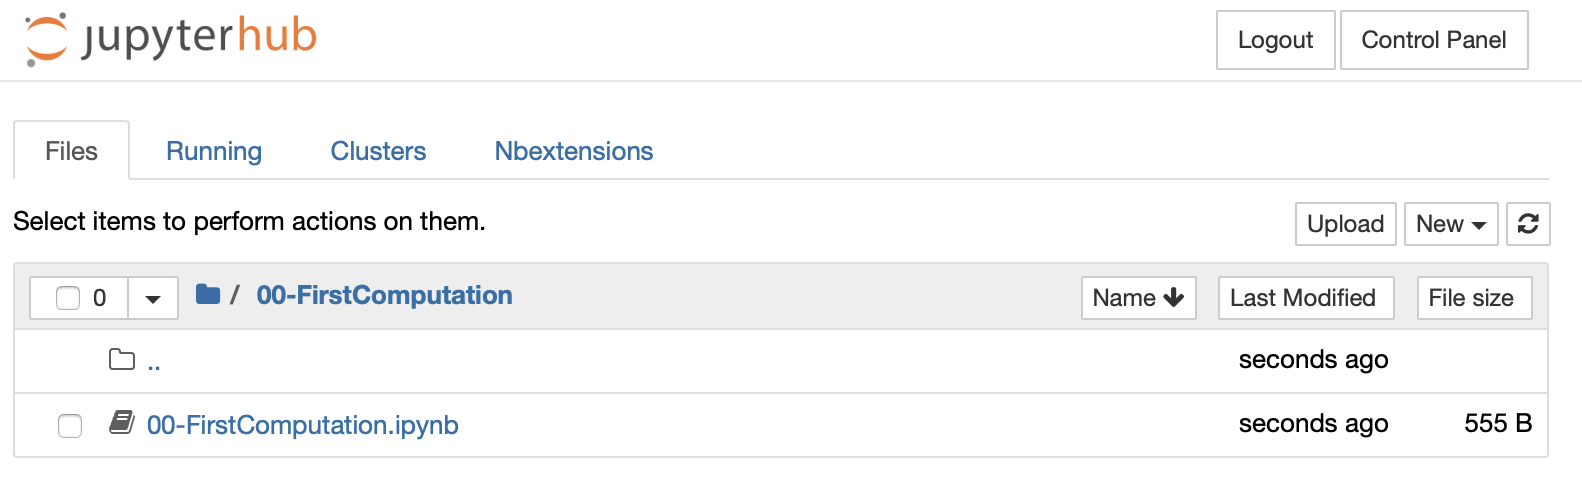 jupyterhub
Logout Control Panel
Files Running Clusters Nbextensions
Select items to perform actions on them.
Upload New
0 / 00-FirstComputation Name Last Modified File size
.. seconds ago
00-FirstComputation.ipynb seconds ago 555 B